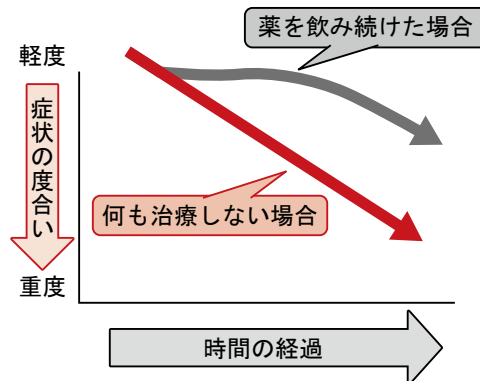 薬を飲み続けた場合
軽度
症状の度合い
何も治療しない場合
重度
時間の経過